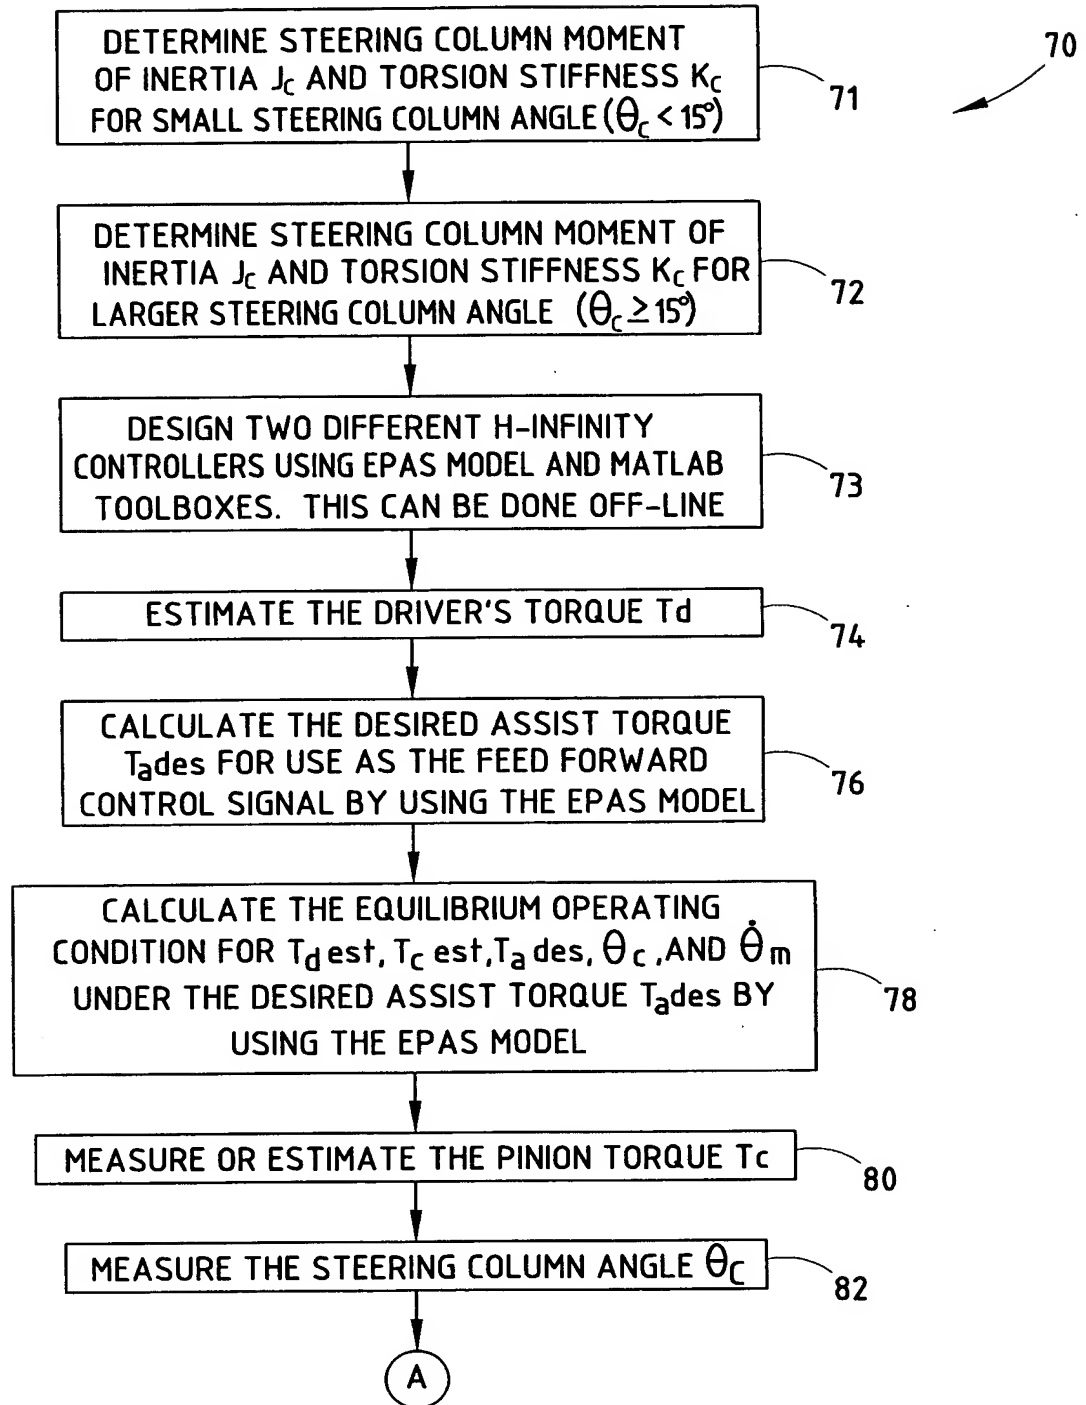 70
DETERMINE STEERING COLUMN MOMENT
OF INERTIA Jc AND TORSION STIFFNESS Kc
FOR SMALL STEERING COLUMN ANGLE (θc < 15°)
71
DETERMINE STEERING COLUMN MOMENT OF
INERTIA Jc AND TORSION STIFFNESS Kc FOR
LARGER STEERING COLUMN ANGLE (θc ≥ 15°)
72
DESIGN TWO DIFFERENT H-INFINITY
CONTROLLERS USING EPAS MODEL AND MATLAB
TOOLBOXES. THIS CAN BE DONE OFF-LINE
73
ESTIMATE THE DRIVER'S TORQUE Td
74
CALCULATE THE DESIRED ASSIST TORQUE
Tades FOR USE AS THE FEED FORWARD
CONTROL SIGNAL BY USING THE EPAS MODEL
76
CALCULATE THE EQUILIBRIUM OPERATING
CONDITION FOR Td est, Tc est, Ta des, θc, AND θ̇m
UNDER THE DESIRED ASSIST TORQUE Tades BY
USING THE EPAS MODEL
78
MEASURE OR ESTIMATE THE PINION TORQUE Tc
80
MEASURE THE STEERING COLUMN ANGLE θC
82
A